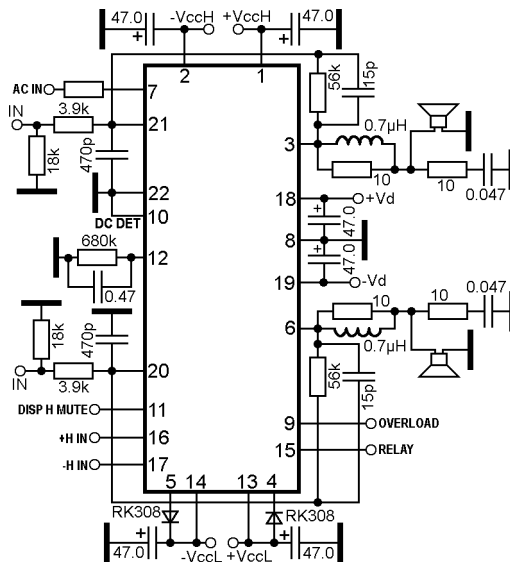 47.0 -VccH +VccH 47.0
+ +
2 1
AC IN 7
56k 15p
IN 3.9k 21
18k 470p
3 0.7µH
10 10 0.047
22
10
DC DET
18 +Vd
+ 47.0
8
+ 47.0
19 -Vd
680k 12
0.47
0.047
10 10
6 0.7µH
18k 470p
IN 3.9k 20
56k 15p
DISP H MUTE 11
9 OVERLOAD
+H IN 16
15 RELAY
-H IN 17
5 14 13 4
RK308 RK308
+ +
47.0 -VccL +VccL 47.0